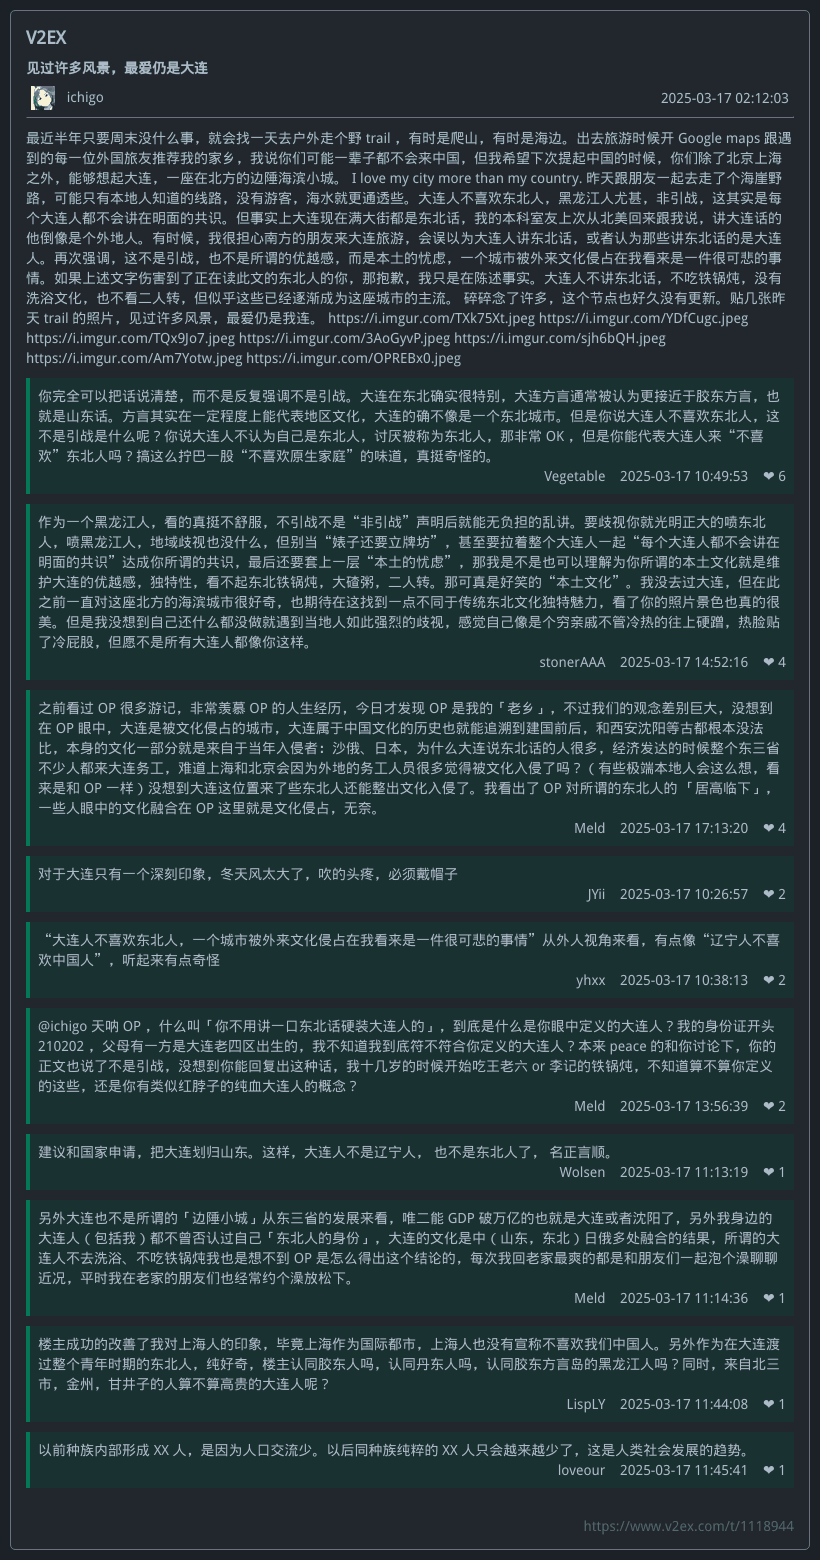 V2EX
见过许多风景，最爱仍是大连
ichigo 2025-03-17 02:12:03
最近半年只要周末没什么事，就会找一天去户外走个野 trail ，有时是爬山，有时是海边。出去旅游时候开 Google maps 跟遇
到的每一位外国旅友推荐我的家乡，我说你们可能一辈子都不会来中国，但我希望下次提起中国的时候，你们除了北京上海
之外，能够想起大连，一座在北方的边陲海滨小城。 I love my city more than my country. 昨天跟朋友一起去走了个海崖野
路，可能只有本地人知道的线路，没有游客，海水就更通透些。大连人不喜欢东北人，黑龙江人尤甚，非引战，这其实是每
个大连人都不会讲在明面的共识。但事实上大连现在满大街都是东北话，我的本科室友上次从北美回来跟我说，讲大连话的
他倒像是个外地人。有时候，我很担心南方的朋友来大连旅游，会误以为大连人讲东北话，或者认为那些讲东北话的是大连
人。再次强调，这不是引战，也不是所谓的优越感，而是本土的忧虑，一个城市被外来文化侵占在我看来是一件很可悲的事
情。如果上述文字伤害到了正在读此文的东北人的你，那抱歉，我只是在陈述事实。大连人不讲东北话，不吃铁锅炖，没有
洗浴文化，也不看二人转，但似乎这些已经逐渐成为这座城市的主流。 碎碎念了许多，这个节点也好久没有更新。贴几张昨
天 trail 的照片，见过许多风景，最爱仍是我连。 https://i.imgur.com/TXk75Xt.jpeg https://i.imgur.com/YDfCugc.jpeg
https://i.imgur.com/TQx9Jo7.jpeg https://i.imgur.com/3AoGyvP.jpeg https://i.imgur.com/sjh6bQH.jpeg
https://i.imgur.com/Am7Yotw.jpeg https://i.imgur.com/OPREBx0.jpeg
你完全可以把话说清楚，而不是反复强调不是引战。大连在东北确实很特别，大连方言通常被认为更接近于胶东方言，也
就是山东话。方言其实在一定程度上能代表地区文化，大连的确不像是一个东北城市。但是你说大连人不喜欢东北人，这
不是引战是什么呢？你说大连人不认为自己是东北人，讨厌被称为东北人，那非常 OK ，但是你能代表大连人来“不喜
欢”东北人吗？搞这么拧巴一股“不喜欢原生家庭”的味道，真挺奇怪的。
Vegetable 2025-03-17 10:49:53 ❤ 6
作为一个黑龙江人，看的真挺不舒服，不引战不是“非引战”声明后就能无负担的乱讲。要歧视你就光明正大的喷东北
人，喷黑龙江人，地域歧视也没什么，但别当“婊子还要立牌坊”，甚至要拉着整个大连人一起“每个大连人都不会讲在
明面的共识”达成你所谓的共识，最后还要套上一层“本土的忧虑”，那我是不是也可以理解为你所谓的本土文化就是维
护大连的优越感，独特性，看不起东北铁锅炖，大碴粥，二人转。那可真是好笑的“本土文化”。我没去过大连，但在此
之前一直对这座北方的海滨城市很好奇，也期待在这找到一点不同于传统东北文化独特魅力，看了你的照片景色也真的很
美。但是我没想到自己还什么都没做就遇到当地人如此强烈的歧视，感觉自己像是个穷亲戚不管冷热的往上硬蹭，热脸贴
了冷屁股，但愿不是所有大连人都像你这样。
stonerAAA 2025-03-17 14:52:16 ❤ 4
之前看过 OP 很多游记，非常羡慕 OP 的人生经历，今日才发现 OP 是我的「老乡」，不过我们的观念差别巨大，没想到
在 OP 眼中，大连是被文化侵占的城市，大连属于中国文化的历史也就能追溯到建国前后，和西安沈阳等古都根本没法
比，本身的文化一部分就是来自于当年入侵者：沙俄、日本，为什么大连说东北话的人很多，经济发达的时候整个东三省
不少人都来大连务工，难道上海和北京会因为外地的务工人员很多觉得被文化入侵了吗？（有些极端本地人会这么想，看
来是和 OP 一样）没想到大连这位置来了些东北人还能整出文化入侵了。我看出了 OP 对所谓的东北人的「居高临下」，
一些人眼中的文化融合在 OP 这里就是文化侵占，无奈。
Meld 2025-03-17 17:13:20 ❤ 4
对于大连只有一个深刻印象，冬天风太大了，吹的头疼，必须戴帽子
JYii 2025-03-17 10:26:57 ❤ 2
“大连人不喜欢东北人，一个城市被外来文化侵占在我看来是一件很可悲的事情”从外人视角来看，有点像“辽宁人不喜
欢中国人”，听起来有点奇怪
yhxx 2025-03-17 10:38:13 ❤ 2
@ichigo 天呐 OP ，什么叫「你不用讲一口东北话硬装大连人的」，到底是什么是你眼中定义的大连人？我的身份证开头
210202 ，父母有一方是大连老四区出生的，我不知道我到底符不符合你定义的大连人？本来 peace 的和你讨论下，你的
正文也说了不是引战，没想到你能回复出这种话，我十几岁的时候开始吃王老六 or 李记的铁锅炖，不知道算不算你定义
的这些，还是你有类似红脖子的纯血大连人的概念？
Meld 2025-03-17 13:56:39 ❤ 2
建议和国家申请，把大连划归山东。这样，大连人不是辽宁人， 也不是东北人了， 名正言顺。
Wolsen 2025-03-17 11:13:19 ❤ 1
另外大连也不是所谓的「边陲小城」从东三省的发展来看，唯二能 GDP 破万亿的也就是大连或者沈阳了，另外我身边的
大连人（包括我）都不曾否认过自己「东北人的身份」，大连的文化是中（山东，东北）日俄多处融合的结果，所谓的大
连人不去洗浴、不吃铁锅炖我也是想不到 OP 是怎么得出这个结论的，每次我回老家最爽的都是和朋友们一起泡个澡聊聊
近况，平时我在老家的朋友们也经常约个澡放松下。
Meld 2025-03-17 11:14:36 ❤ 1
楼主成功的改善了我对上海人的印象，毕竟上海作为国际都市，上海人也没有宣称不喜欢我们中国人。另外作为在大连渡
过整个青年时期的东北人，纯好奇，楼主认同胶东人吗，认同丹东人吗，认同胶东方言岛的黑龙江人吗？同时，来自北三
市，金州，甘井子的人算不算高贵的大连人呢？
LispLY 2025-03-17 11:44:08 ❤ 1
以前种族内部形成 XX 人，是因为人口交流少。以后同种族纯粹的 XX 人只会越来越少了，这是人类社会发展的趋势。
loveour 2025-03-17 11:45:41 ❤ 1
https://www.v2ex.com/t/1118944